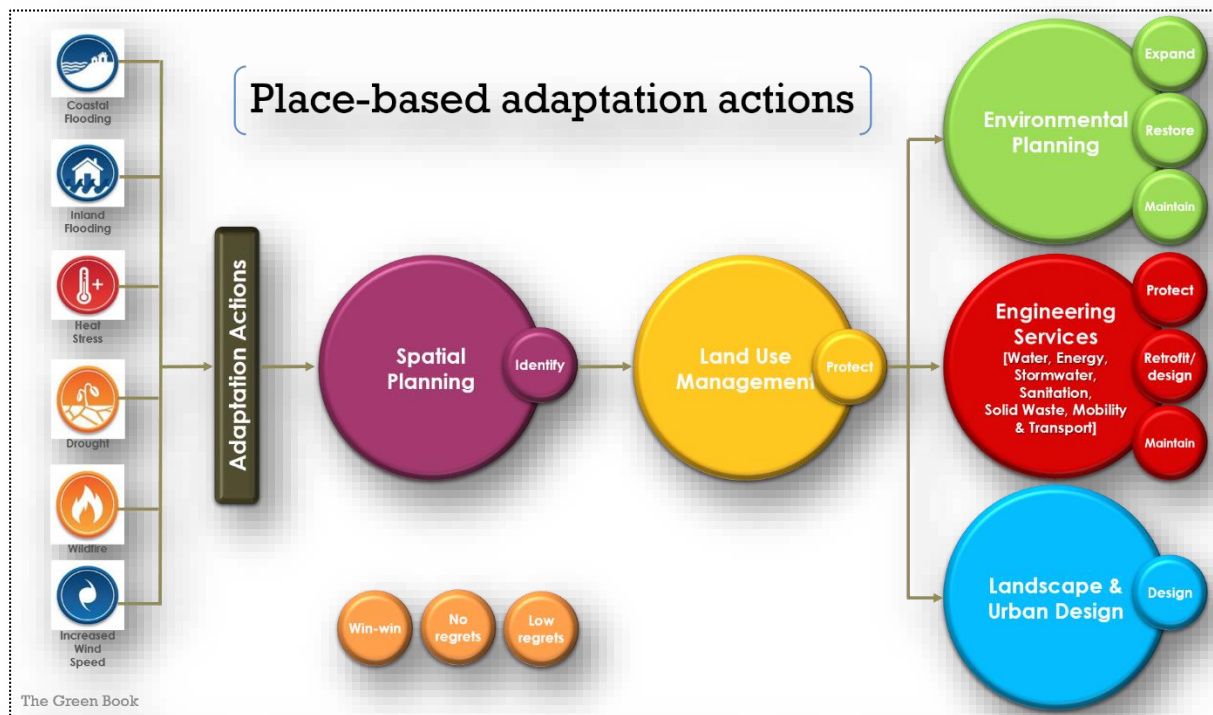 Place-based adaptation actions
Coastal
Flooding
Inland
Flooding
Heat
Stress
Drought
Wildfire
Increased
Wind
Speed
Adaptation Actions
Spatial
Planning
Identify
Land Use
Management
Protect
Environmental
Planning
Expand
Restore
Maintain
Engineering
Services
[Water, Energy,
Stormwater,
Sanitation,
Solid Waste, Mobility
& Transport]
Protect
Retrofit/
design
Maintain
Landscape &
Urban Design
Design
Win-win
No
regrets
Low
regrets
The Green Book